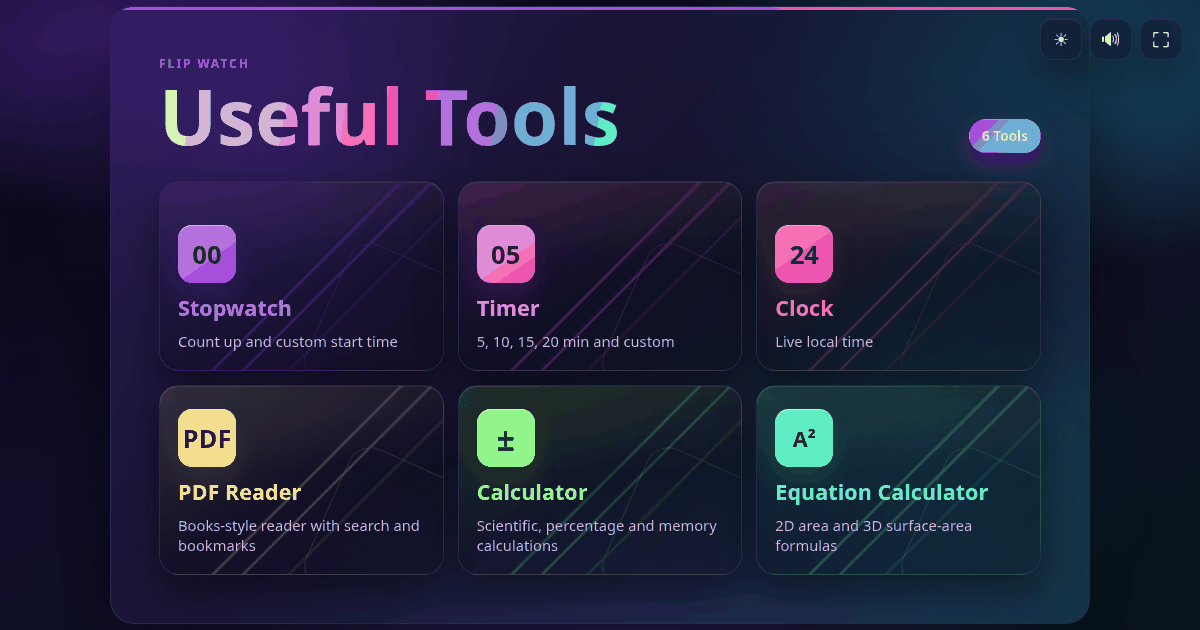 FLIP WATCH
Useful Tools
6 Tools
00
Stopwatch
Count up and custom start time
05
Timer
5, 10, 15, 20 min and custom
24
Clock
Live local time
PDF
PDF Reader
Books-style reader with search and
bookmarks
±
Calculator
Scientific, percentage and memory
calculations
A²
Equation Calculator
2D area and 3D surface-area
formulas